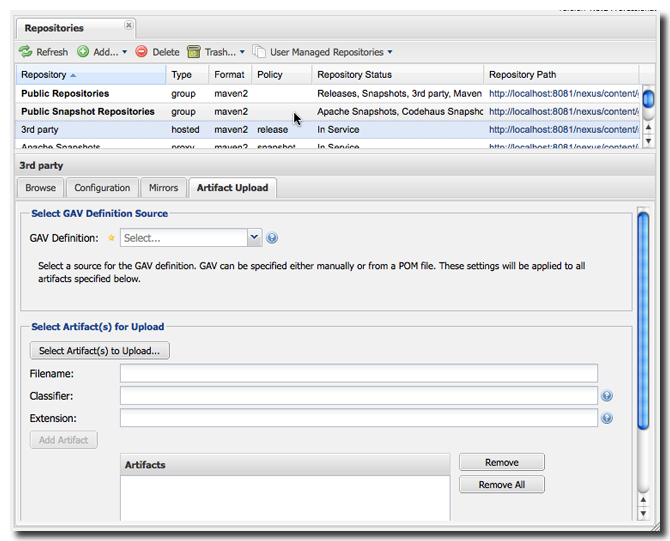 Repositories
Refresh Add... Delete Trash... User Managed Repositories
Repository Type Format Policy Repository Status Repository Path
Public Repositories group maven2 Releases, Snapshots, 3rd party, Maven http://localhost:8081/nexus/content/
Public Snapshot Repositories group maven2 Apache Snapshots, Codehaus Snapsho http://localhost:8081/nexus/content/
3rd party hosted maven2 release In Service http://localhost:8081/nexus/content/
Apache Snapshots proxy maven2 snapshot In Service http://localhost:8081/nexus/content/
3rd party
Browse Configuration Mirrors Artifact Upload
Select GAV Definition Source
GAV Definition: Select...
Select a source for the GAV definition. GAV can be specified either manually or from a POM file. These settings will be applied to all
artifacts specified below.
Select Artifact(s) for Upload
Select Artifact(s) to Upload...
Filename:
Classifier:
Extension:
Add Artifact
Artifacts
Remove
Remove All